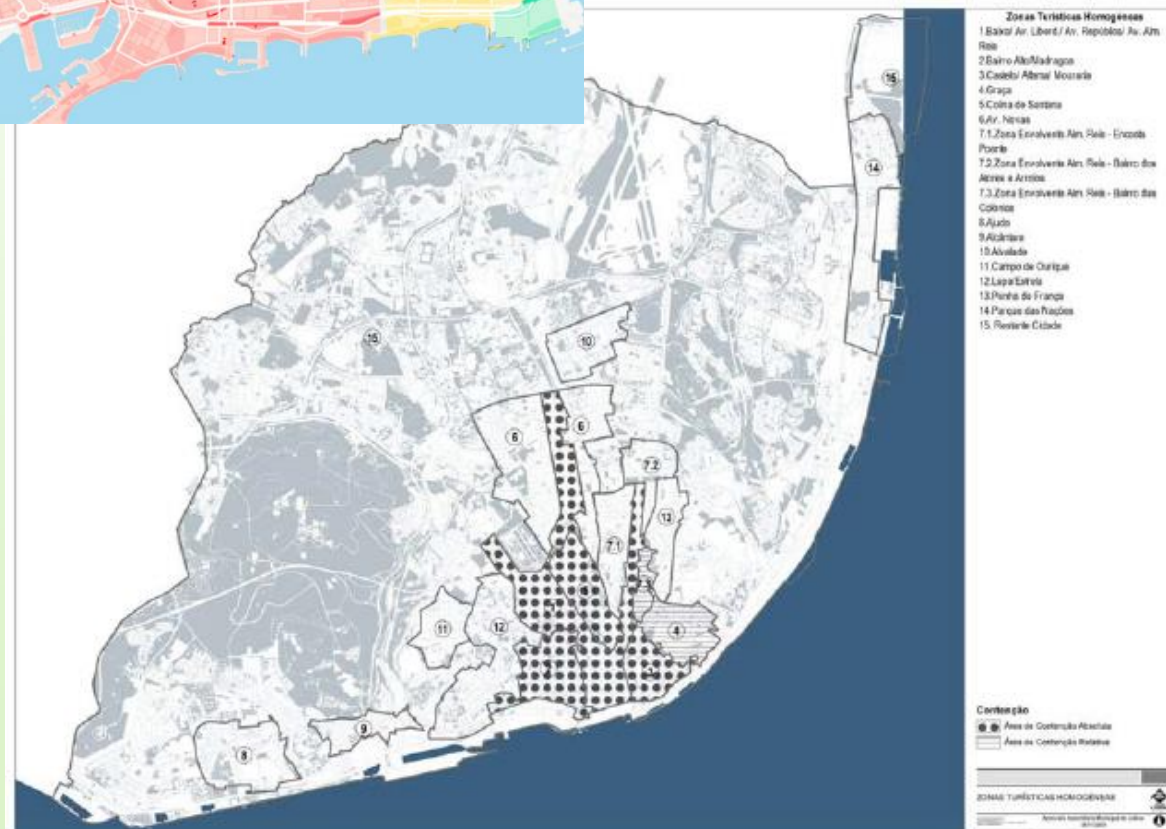 Zonas Turísticas Homogéneas
1.Baixa/ Av. Liberd./ Av. República/ Av. Alm.
Reis
2.Bairro Alto/Madragoa
3.Castelo/ Alfama/ Mouraria
4.Graça
5.Colina de Santana
6.Av. Novas
7.1.Zona Envolvente Alm. Reis - Encosta
Poente
7.2.Zona Envolvente Alm. Reis - Bairro dos
Atores e Arroios
7.3.Zona Envolvente Alm. Reis - Bairro das
Colónias
8.Ajuda
9.Alcântara
10.Alvalade
11.Campo de Ourique
12.Lapa/Estrela
13.Penha de França
14.Parque das Nações
15. Restante Cidade
15
14
15
10
6
6
7.2
13
7.1
11
12
4
9
8
Contenção
Área de Contenção Absoluta
Área de Contenção Relativa
ZONAS TURÍSTICAS HOMOGÉNEAS